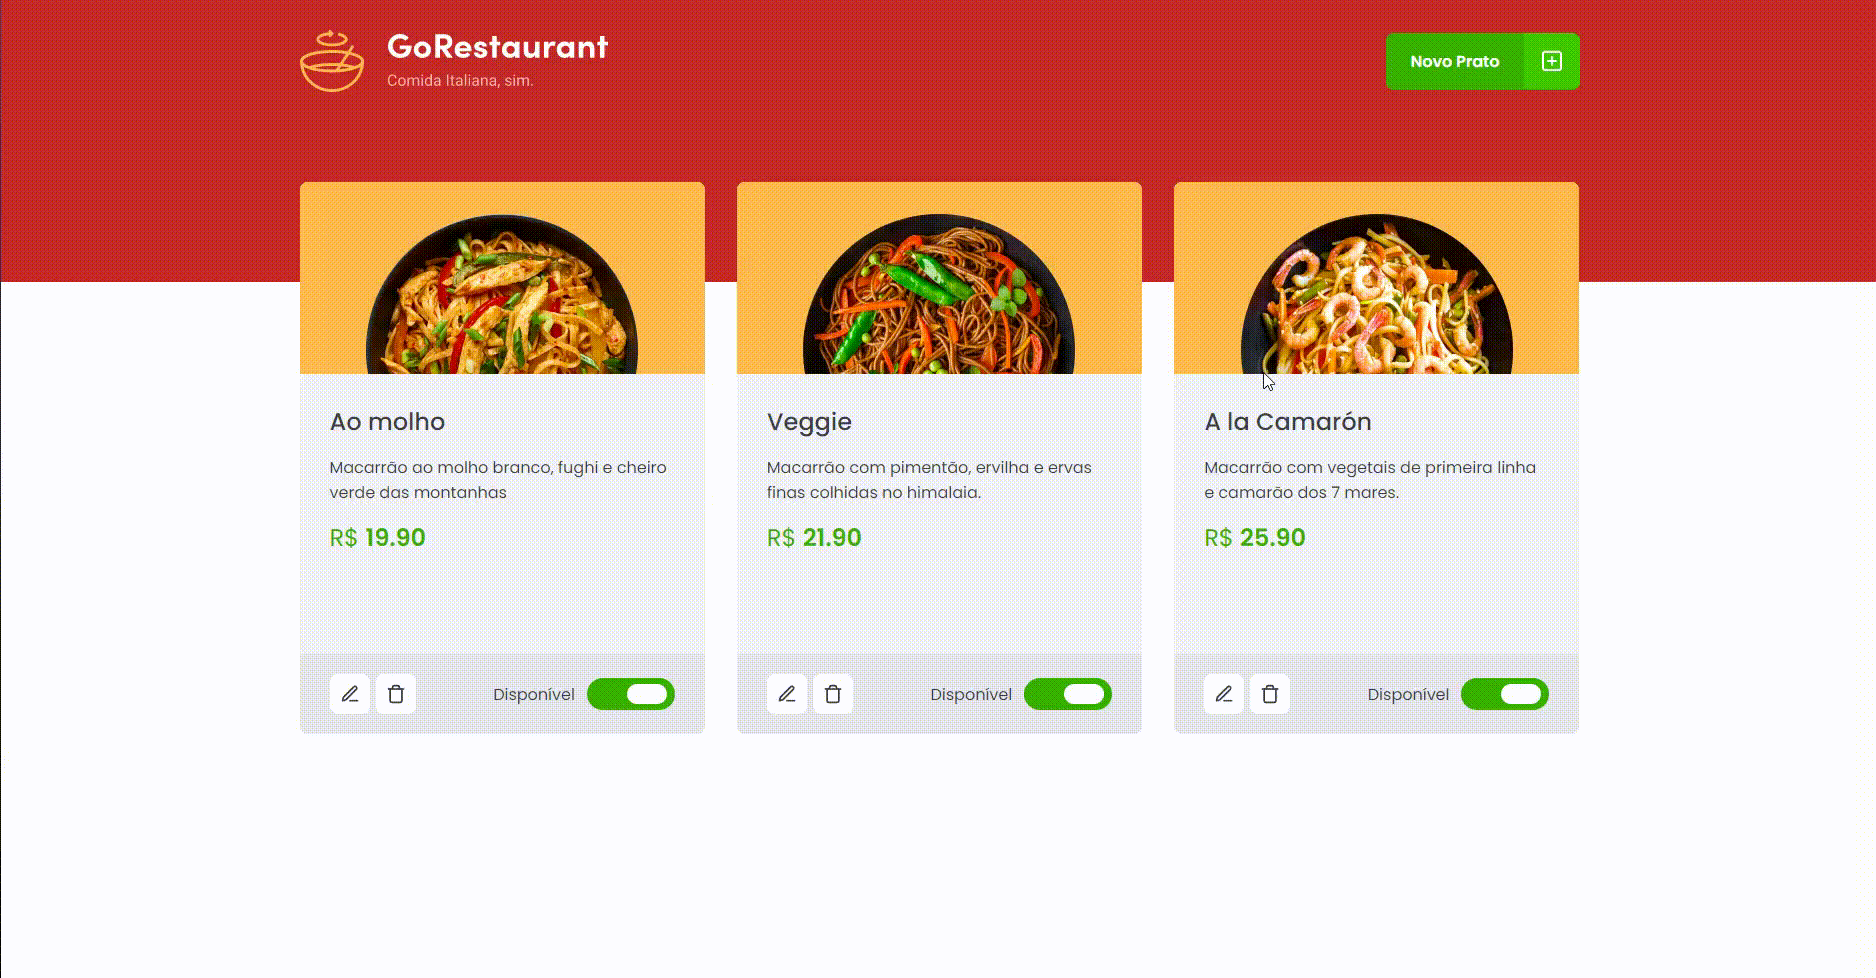 GoRestaurant
Comida Italiana, sim.
Novo Prato
Ao molho
Macarrão ao molho branco, fughi e cheiro
verde das montanhas
R$ 19.90
Disponível
Veggie
Macarrão com pimentão, ervilha e ervas
finas colhidas no himalaia.
R$ 21.90
Disponível
A la Camarón
Macarrão com vegetais de primeira linha
e camarão dos 7 mares.
R$ 25.90
Disponível